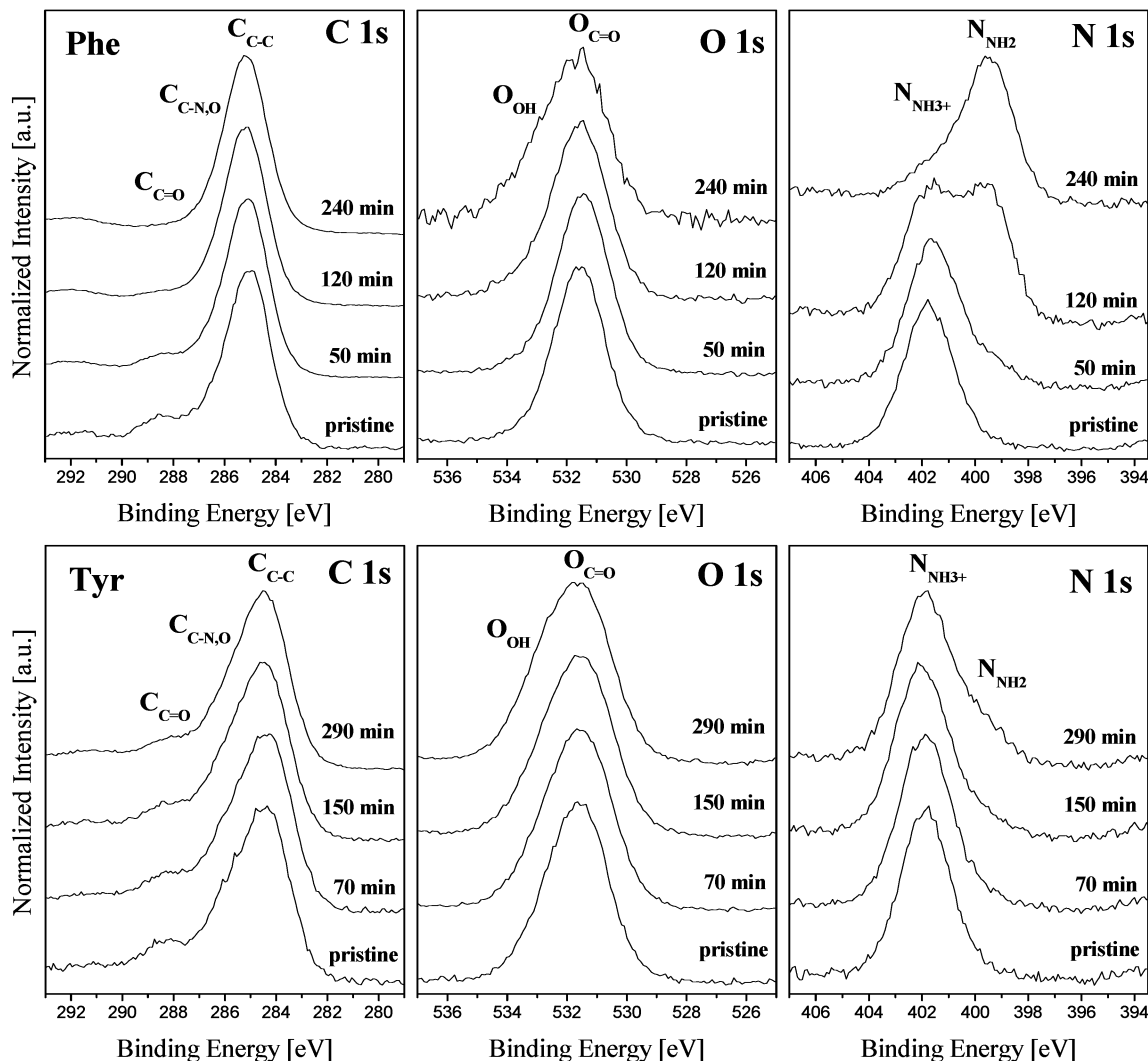 Phe
C 1s
C C-C
C C-N,O
C C=O
240 min
120 min
50 min
pristine
292 290 288 286 284 282 280
Binding Energy [eV]
Normalized Intensity [a.u.]
O 1s
O C=O
O OH
240 min
120 min
50 min
pristine
536 534 532 530 528 526
Binding Energy [eV]
N 1s
N NH2
N NH3+
240 min
120 min
50 min
pristine
406 404 402 400 398 396 394
Binding Energy [eV]
Tyr
C 1s
C C-C
C C-N,O
C C=O
290 min
150 min
70 min
pristine
292 290 288 286 284 282 280
Binding Energy [eV]
Normalized Intensity [a.u.]
O 1s
O C=O
O OH
290 min
150 min
70 min
pristine
536 534 532 530 528 526
Binding Energy [eV]
N 1s
N NH3+
N NH2
290 min
150 min
70 min
pristine
406 404 402 400 398 396 394
Binding Energy [eV]